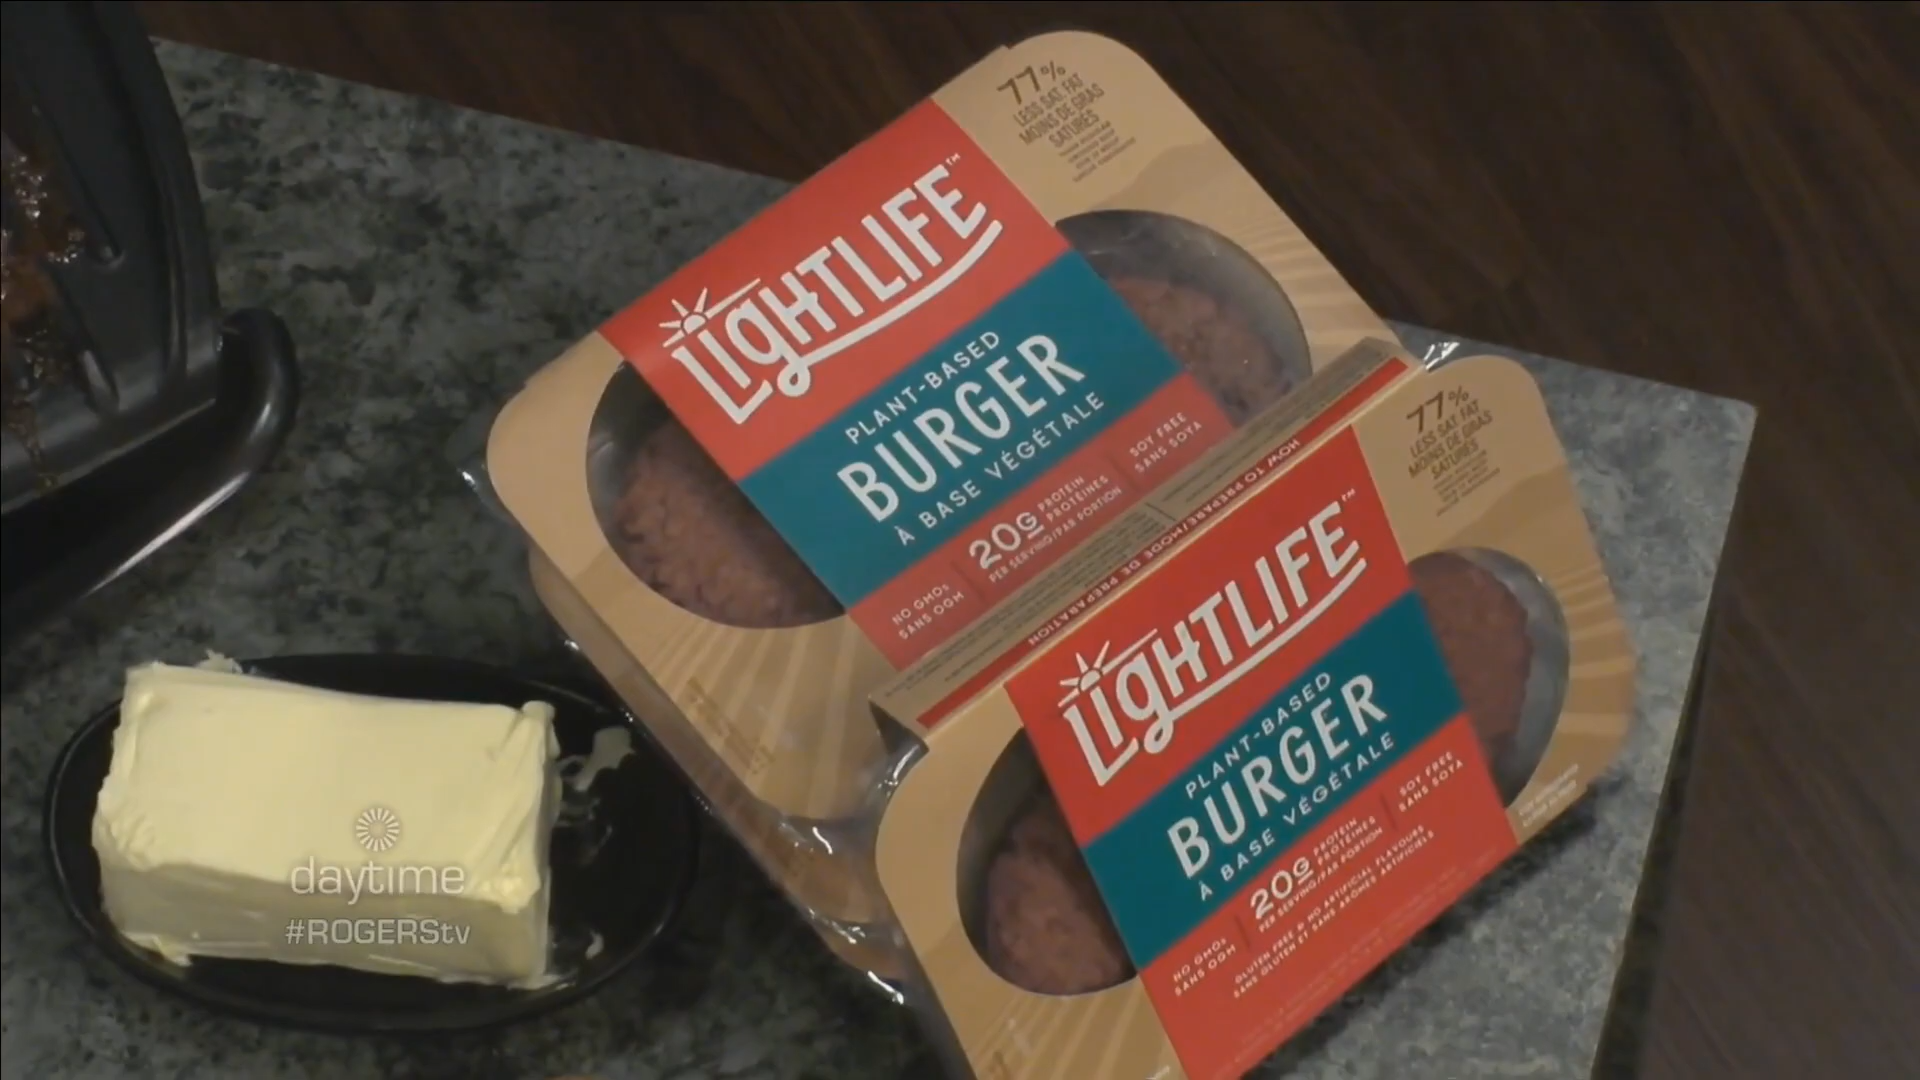 77%
LESS SAT. FAT
MOINS DE GRAS
SATURÉS
LIGHTLIFE™
PLANT-BASED
BURGER
À BASE VÉGÉTALE
NO GMOs
SANS OGM
20G PROTEIN
PROTÉINES
PER SERVING/PAR PORTION
SOY FREE
SANS SOYA
HOW TO PREPARE/MODE DE PRÉPARATION
77%
LESS SAT. FAT
MOINS DE GRAS
SATURÉS
LIGHTLIFE™
PLANT-BASED
BURGER
À BASE VÉGÉTALE
NO GMOs
SANS OGM
20G PROTEIN
PROTÉINES
PER SERVING/PAR PORTION
SOY FREE
SANS SOYA
GLUTEN FREE & NO ARTIFICIAL FLAVOURS
SANS GLUTEN ET SANS ARÔMES ARTIFICIELS
daytime
#ROGERStv